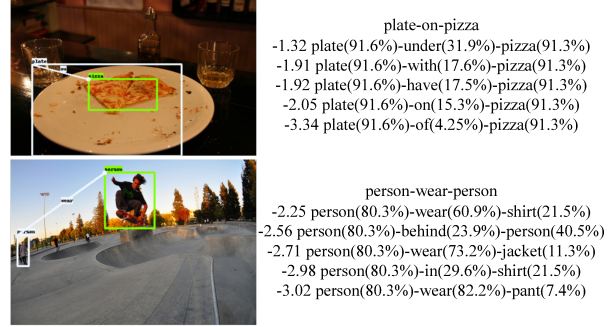 plate
on
pizza
plate-on-pizza
-1.32 plate(91.6%)-under(31.9%)-pizza(91.3%)
-1.91 plate(91.6%)-with(17.6%)-pizza(91.3%)
-1.92 plate(91.6%)-have(17.5%)-pizza(91.3%)
-2.05 plate(91.6%)-on(15.3%)-pizza(91.3%)
-3.34 plate(91.6%)-of(4.25%)-pizza(91.3%)
person
wear
person
person-wear-person
-2.25 person(80.3%)-wear(60.9%)-shirt(21.5%)
-2.56 person(80.3%)-behind(23.9%)-person(40.5%)
-2.71 person(80.3%)-wear(73.2%)-jacket(11.3%)
-2.98 person(80.3%)-in(29.6%)-shirt(21.5%)
-3.02 person(80.3%)-wear(82.2%)-pant(7.4%)